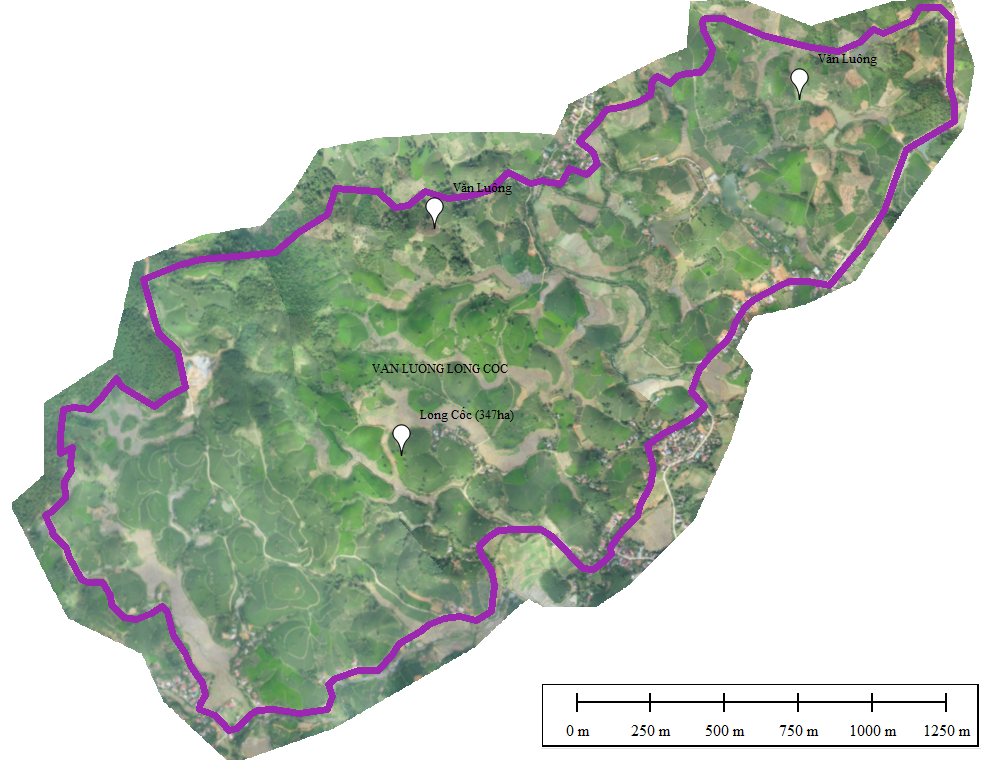 Văn Luông
Văn Luông
VAN LUONG LONG COC
Long Cốc (347ha)
0 m 250 m 500 m 750 m 1000 m 1250 m